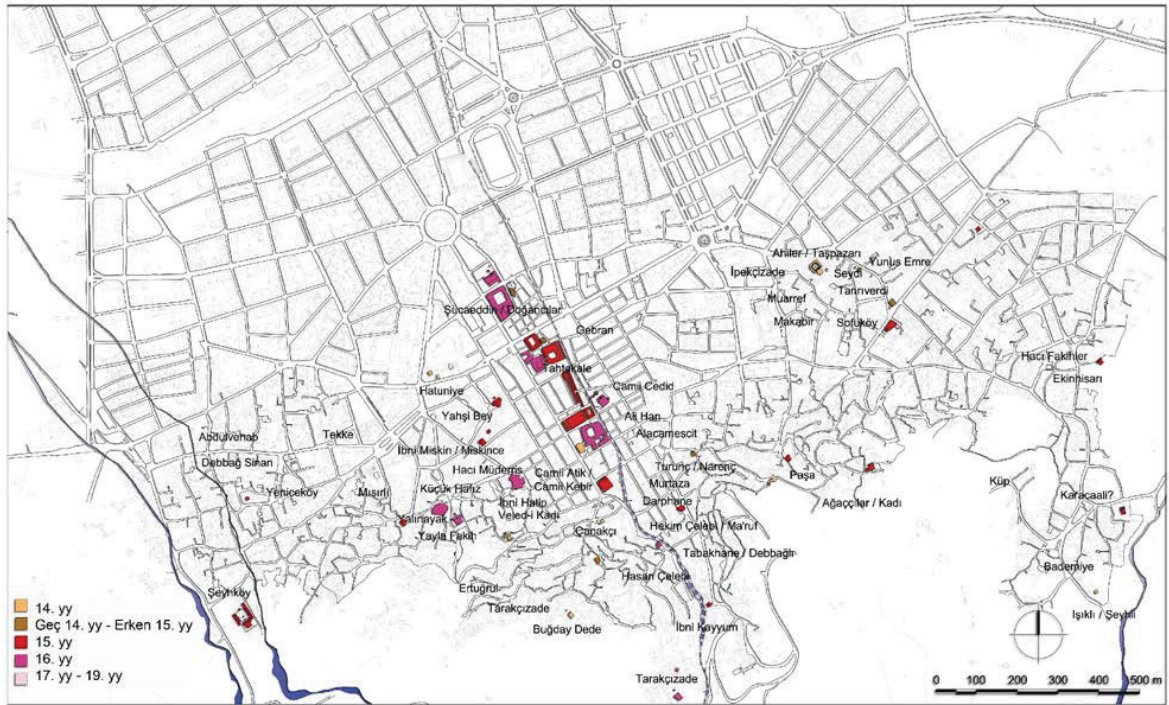 Ahiler / Taşpazarı
Yunus Emre
İpekçizade
Seydi
Tanrıverdi
Muarref
Şücaeddin / Doğancılar
Makabir
Sofuköy
Gebran
Hacı Fakihler
Tahtakale
Ekinhisarı
Hatuniye
Camii Cedid
Yahşi Bey
Ali Han
Abdülvehab
Tekke
Alacamescit
İbni Miskin / Miskince
Debbağ Sinan
Hacı Müderris
Camii Atik /
Camii Kebir
Turunç / Narenç
Paşa
Yeniceköy
Mısırlı
Küçük Hafız
Murtaza
Küp
İbni Hatip
Darphane
Ağaççılar / Kadı
Karacaali?
Veled-i Kadı
Yalınayak
Yayla Fakih
Çanakçı
Hekim Çelebi / Ma'ruf
Tabakhane / Debbağlı
Bademiye
Hasan Çelebi
Ertuğrul
Şeyhköy
Tarakçızade
Işıklı / Şeyhli
Buğday Dede
İbni Kayyum
Tarakçızade
14. yy
Geç 14. yy - Erken 15. yy
15. yy
16. yy
17. yy - 19. yy
0 100 200 300 400 500 m